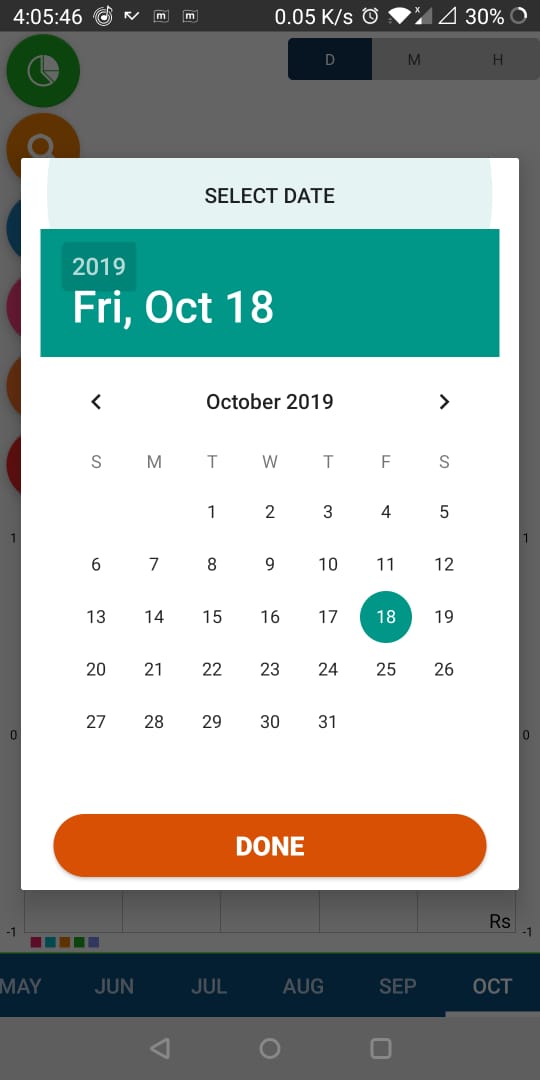 4:05:46 m m 0.05 K/s x 30%
D M H
SELECT DATE
2019
Fri, Oct 18
October 2019
S M T W T F S
1 2 3 4 5
6 7 8 9 10 11 12
13 14 15 16 17 18 19
20 21 22 23 24 25 26
27 28 29 30 31
1 1
0 0
DONE
Rs
-1 -1
MAY JUN JUL AUG SEP OCT